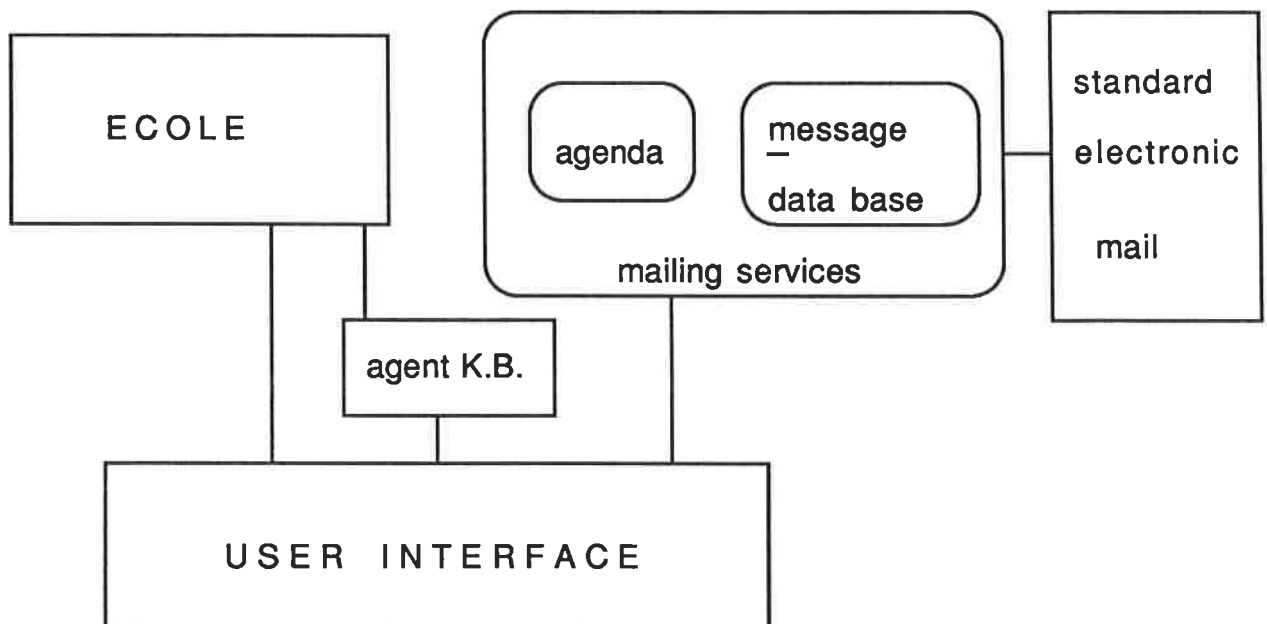 ECOLE
agenda
message
data base
mailing services
standard
electronic
mail
agent K.B.
USER INTERFACE